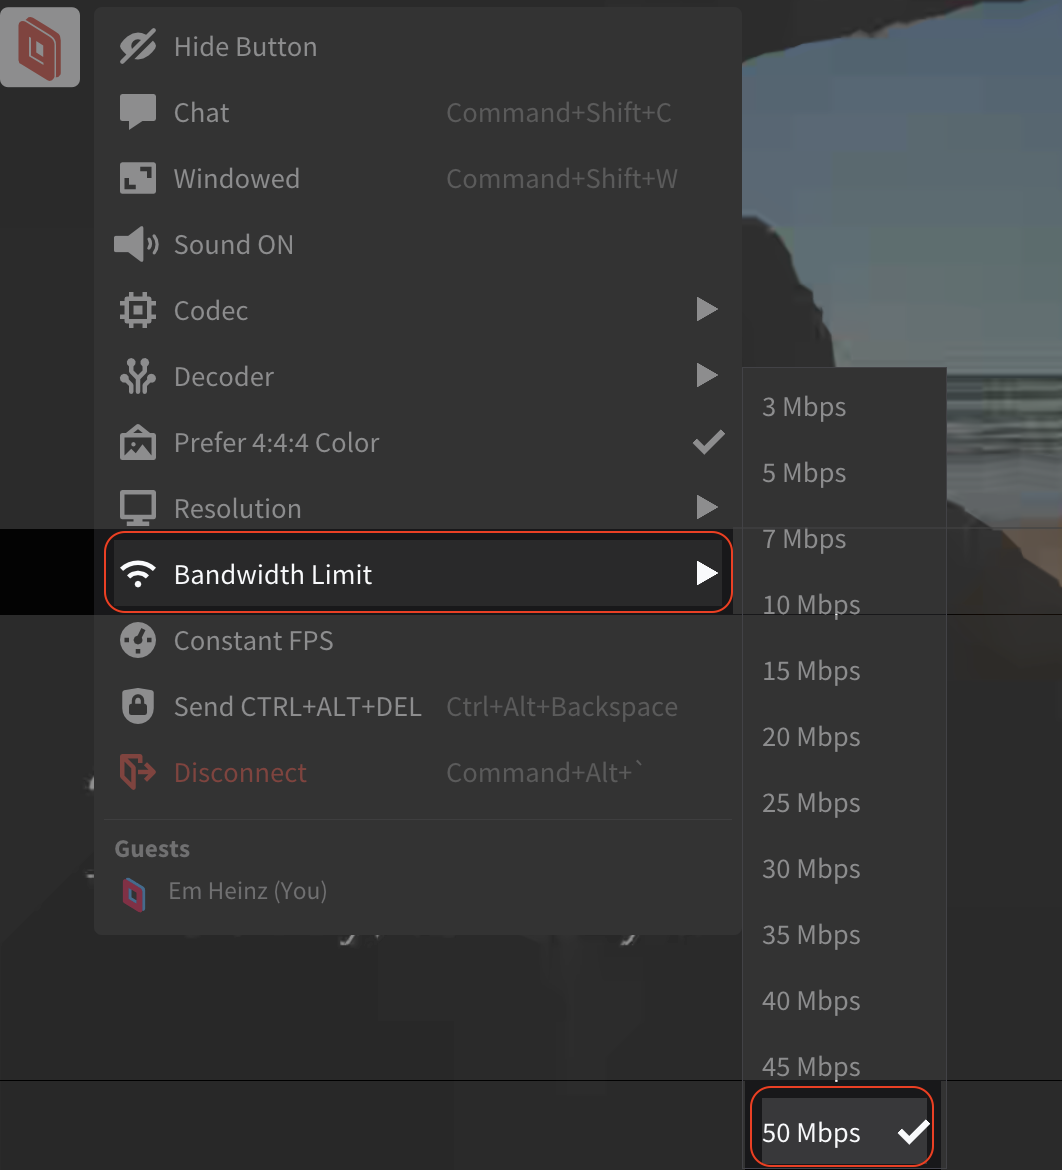 Hide Button
Chat Command+Shift+C
Windowed Command+Shift+W
Sound ON
Codec
Decoder
Prefer 4:4:4 Color
Resolution
Bandwidth Limit
Constant FPS
Send CTRL+ALT+DEL Ctrl+Alt+Backspace
Disconnect Command+Alt+`
Guests
Em Heinz (You)
3 Mbps
5 Mbps
7 Mbps
10 Mbps
15 Mbps
20 Mbps
25 Mbps
30 Mbps
35 Mbps
40 Mbps
45 Mbps
50 Mbps